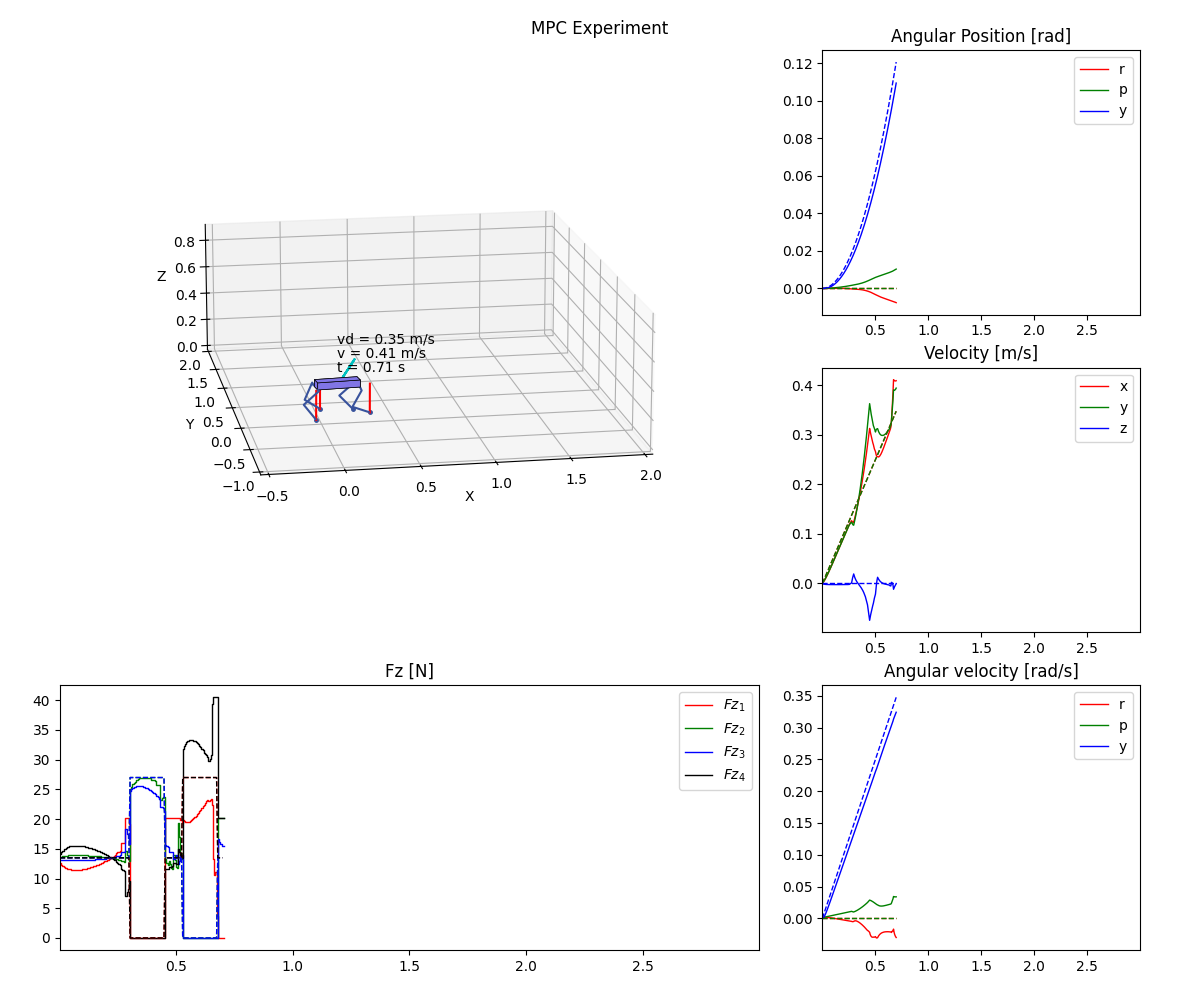 MPC Experiment
0.8
0.6
0.4
0.2
0.0
Z
2.0
1.5
1.0
0.5
0.0
−0.5
−1.0
Y
−0.5
0.0
0.5
1.0
1.5
2.0
X
vd = 0.35 m/s
v = 0.41 m/s
t = 0.71 s
Angular Position [rad]
0.12
0.10
0.08
0.06
0.04
0.02
0.00
0.5 1.0 1.5 2.0 2.5
r
p
y
Velocity [m/s]
0.4
0.3
0.2
0.1
0.0
0.5 1.0 1.5 2.0 2.5
x
y
z
Fz [N]
40
35
30
25
20
15
10
5
0
0.5 1.0 1.5 2.0 2.5
Fz₁
Fz₂
Fz₃
Fz₄
Angular velocity [rad/s]
0.35
0.30
0.25
0.20
0.15
0.10
0.05
0.00
0.5 1.0 1.5 2.0 2.5
r
p
y